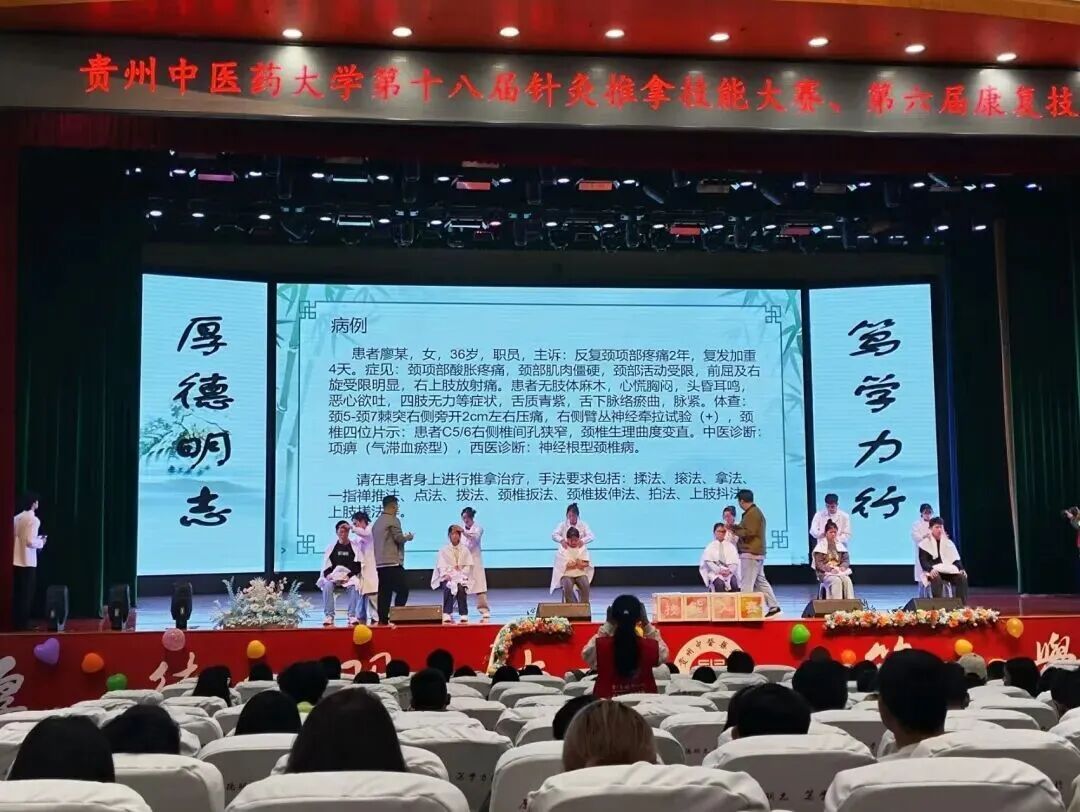 贵州中医药大学第十八届针灸推拿技能大赛、第六届康复技
厚德明志
病例
患者廖某，女，36岁，职员，主诉：反复颈项部疼痛2年，复发加重
4天。症见：颈项部酸胀疼痛，颈部肌肉僵硬，颈部活动受限，前屈及右
旋受限明显，右上肢放射痛。患者无肢体麻木，心慌胸闷，头昏耳鸣，
恶心欲吐，四肢无力等症状，舌质青紫，舌下脉络瘀曲，脉紧。体查：
颈5-颈7棘突右侧旁开2cm左右压痛，右侧臂丛神经牵拉试验（+），颈
椎四位片示：患者C5/6右侧椎间孔狭窄，颈椎生理曲度变直。中医诊断：
项痹（气滞血瘀型），西医诊断：神经根型颈椎病。
请在患者身上进行推拿治疗，手法要求包括：揉法、滚法、拿法、
一指禅推法、点法、拨法、颈椎扳法、颈椎拔伸法、拍法、上肢抖法、
上肢搓法等。
笃学力行